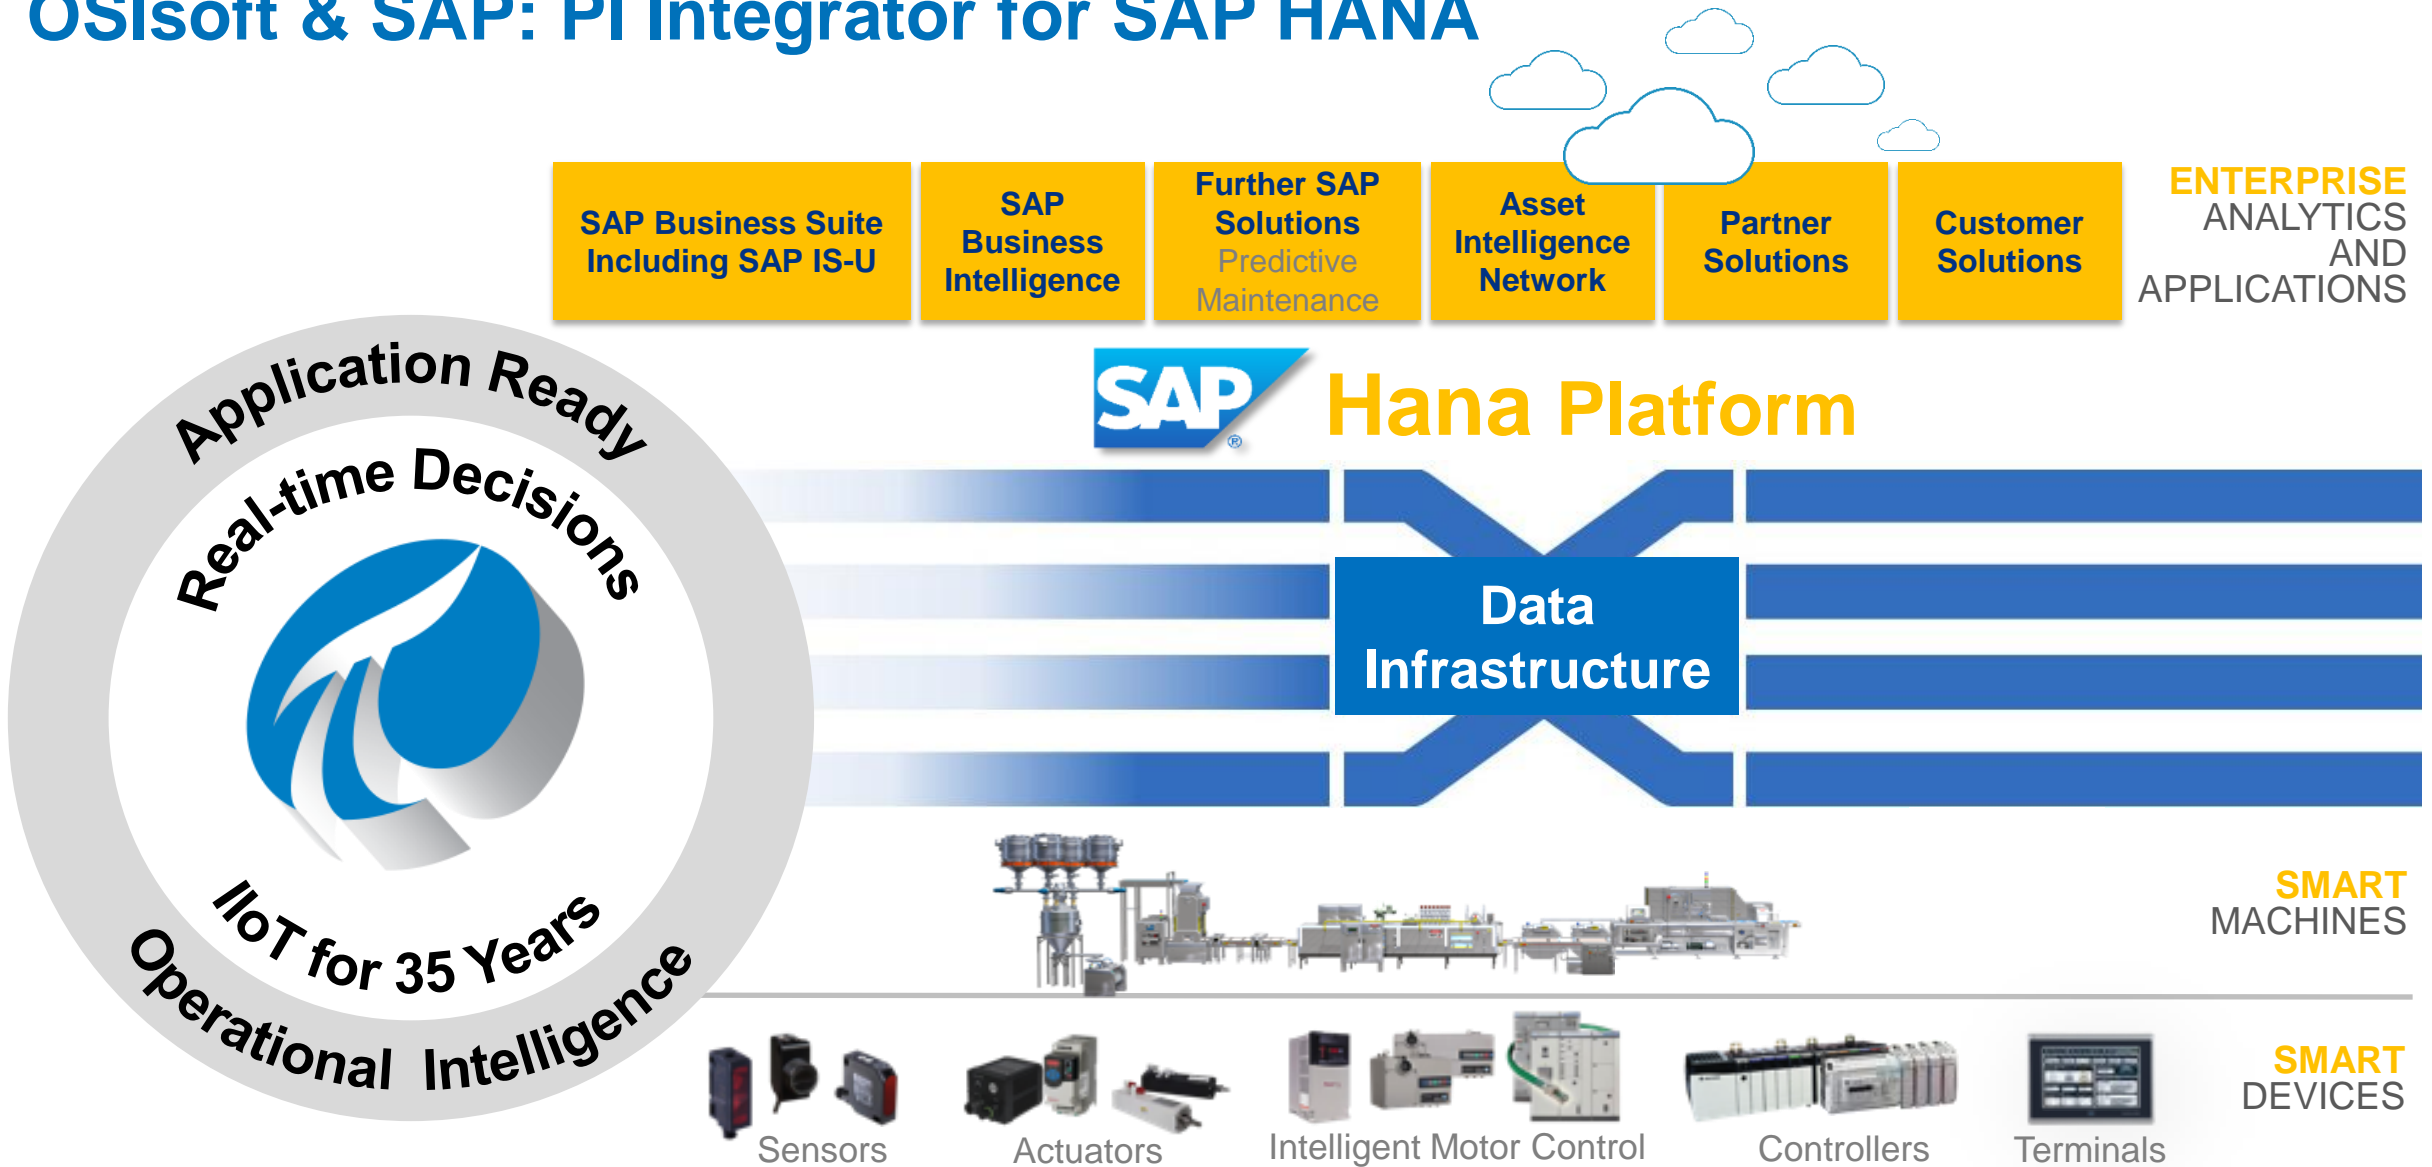 OSIsoft & SAP: PI Integrator for SAP HANA
SAP Business Suite
Including SAP IS-U
SAP
Business
Intelligence
Further SAP
Solutions
Predictive
Maintenance
Asset
Intelligence
Network
Partner
Solutions
Customer
Solutions
ENTERPRISE
ANALYTICS
AND
APPLICATIONS
Application Ready
Real-time Decisions
IIoT for 35 Years
Operational Intelligence
SAP ®
Hana Platform
Data
Infrastructure
SMART
MACHINES
SMART
DEVICES
Sensors
Actuators
Intelligent Motor Control
Controllers
Terminals